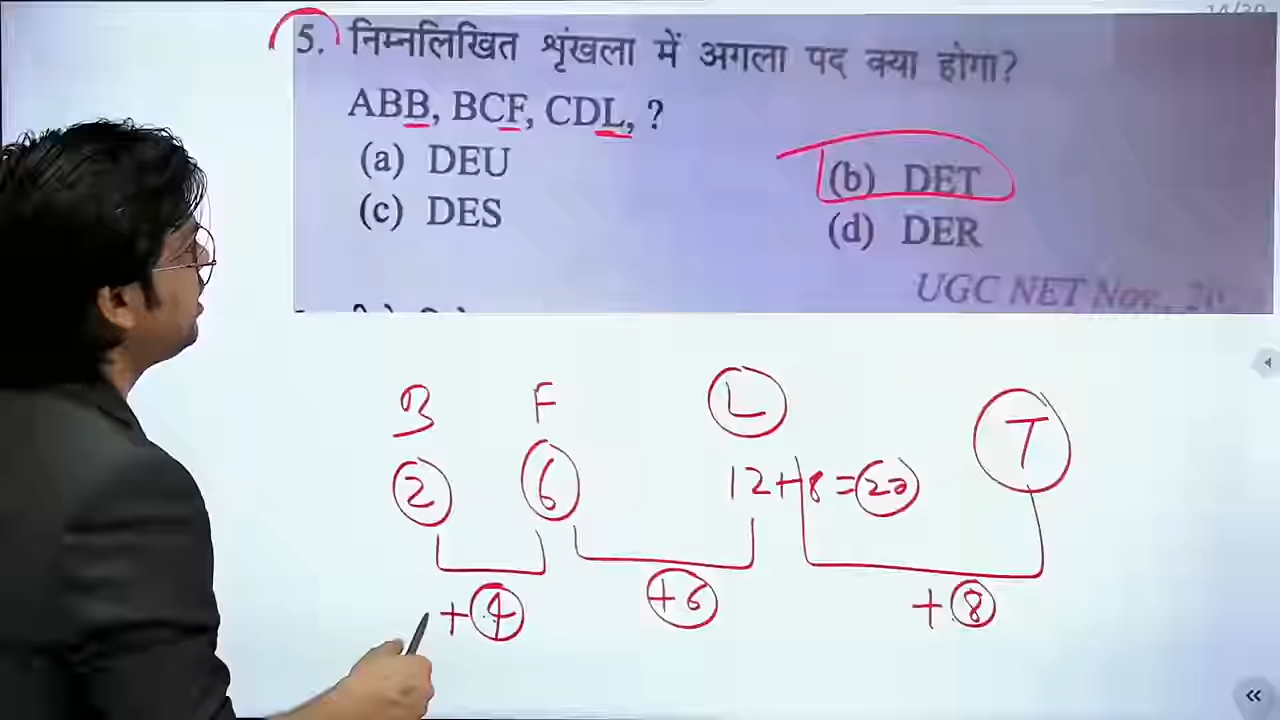 5. निम्नलिखित श्रृंखला में अगला पद क्या होगा?
ABB, BCF, CDL, ?
(a) DEU (b) DET
(c) DES (d) DER
UGC NET Nov,
B F L T
2 6 12+8=20
+4 +6 +8